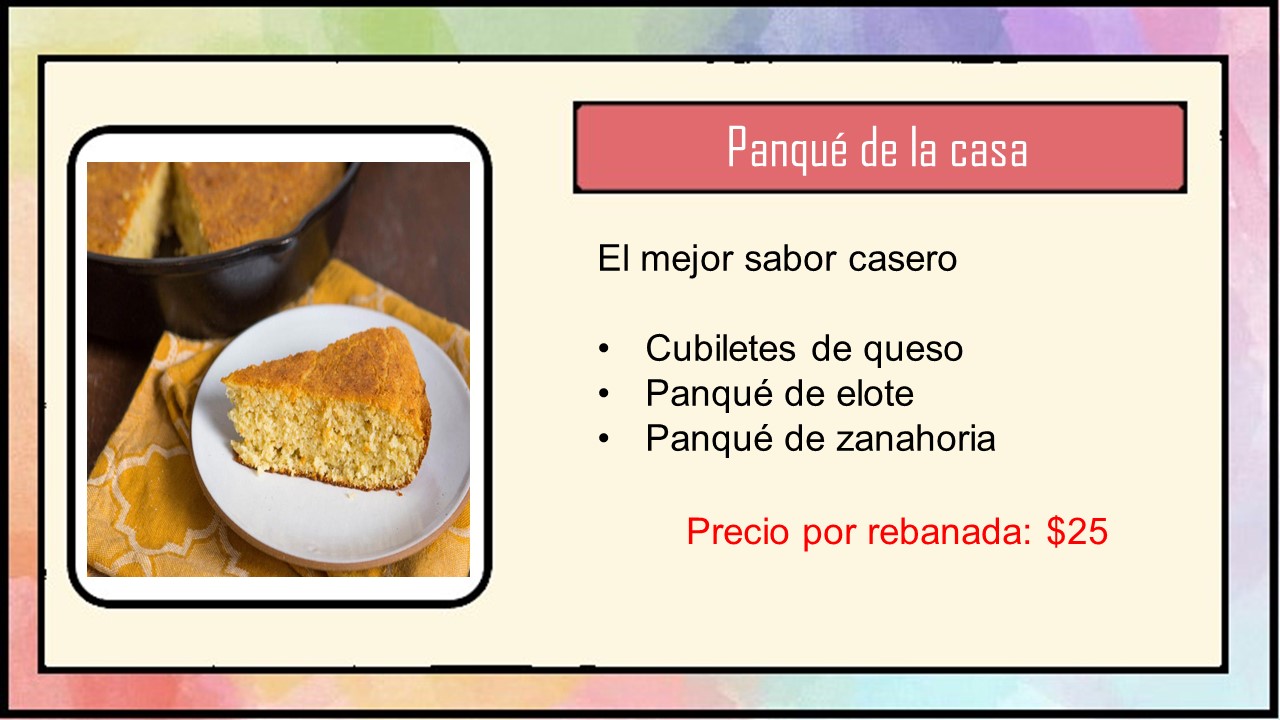 Panqué de la casa
El mejor sabor casero
• Cubiletes de queso
• Panqué de elote
• Panqué de zanahoria
Precio por rebanada: $25